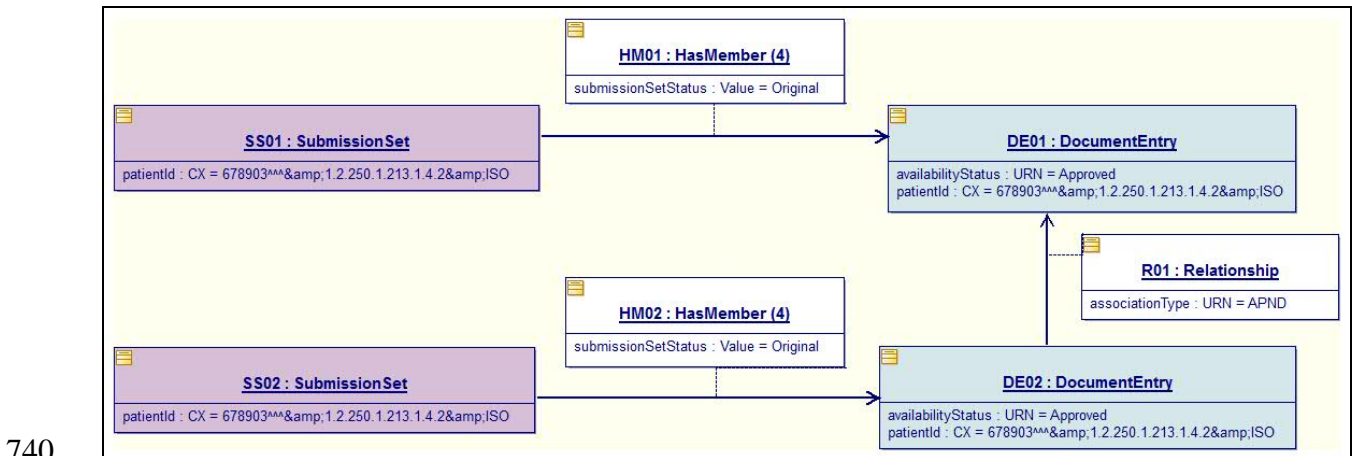 HM01 : HasMember (4)
submissionSetStatus : Value = Original
SS01 : SubmissionSet
patientId : CX = 678903^^^&amp;1.2.250.1.213.1.4.2&amp;ISO
DE01 : DocumentEntry
availabilityStatus : URN = Approved
patientId : CX = 678903^^^&amp;1.2.250.1.213.1.4.2&amp;ISO
R01 : Relationship
associationType : URN = APND
HM02 : HasMember (4)
submissionSetStatus : Value = Original
SS02 : SubmissionSet
patientId : CX = 678903^^^&amp;1.2.250.1.213.1.4.2&amp;ISO
DE02 : DocumentEntry
availabilityStatus : URN = Approved
patientId : CX = 678903^^^&amp;1.2.250.1.213.1.4.2&amp;ISO
740